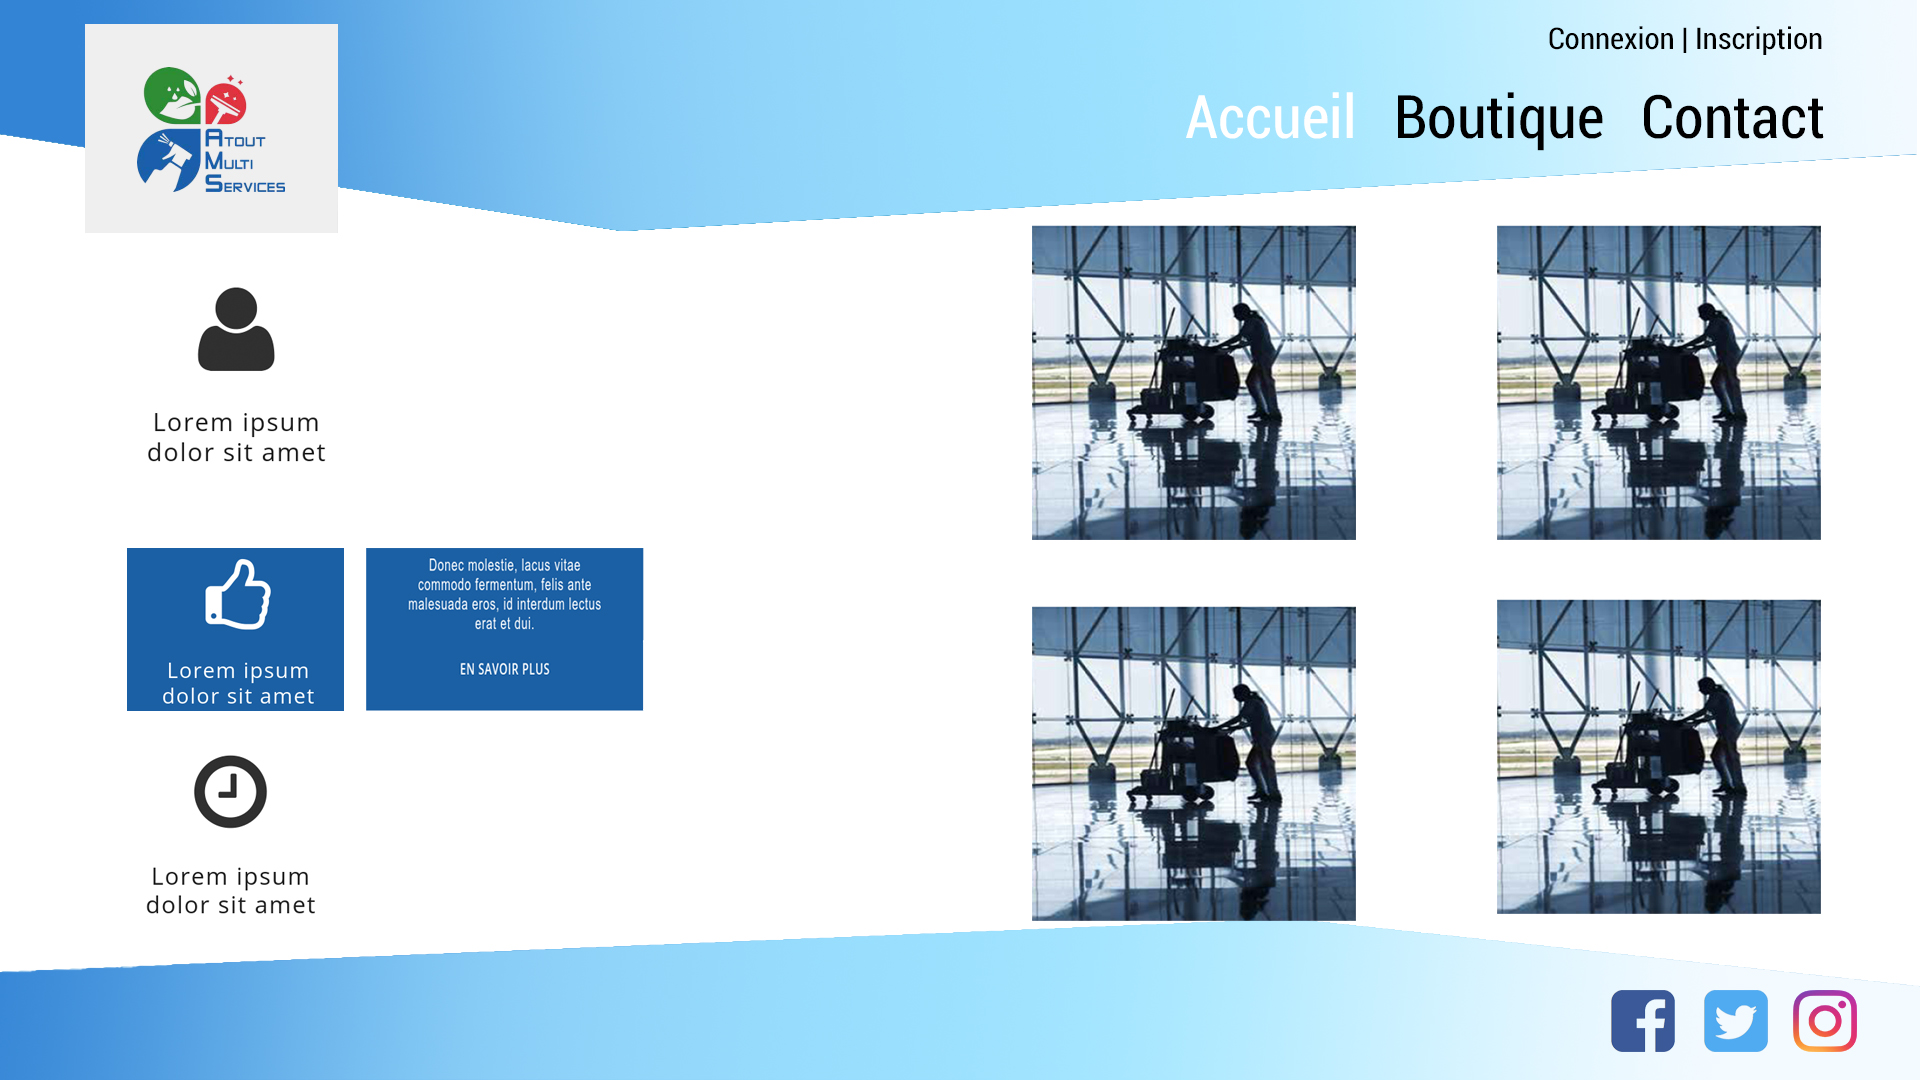 Connexion | Inscription
Accueil Boutique Contact
ATOUT
MULTI
SERVICES
Lorem ipsum
dolor sit amet
Lorem ipsum
dolor sit amet
Donec molestie, lacus vitae
commodo fermentum, felis ante
malesuada eros, id interdum lectus
erat et dui.
EN SAVOIR PLUS
Lorem ipsum
dolor sit amet